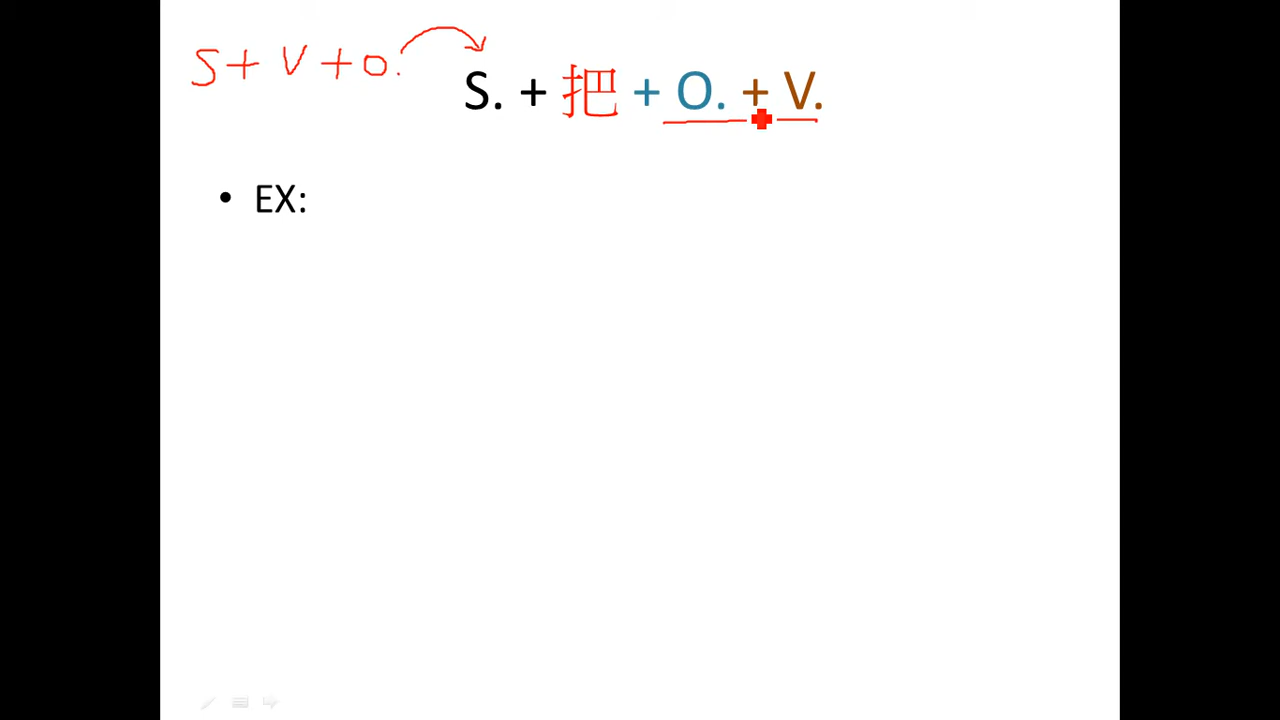 S + V + O.
S. + 把 + O. + V.
• EX: